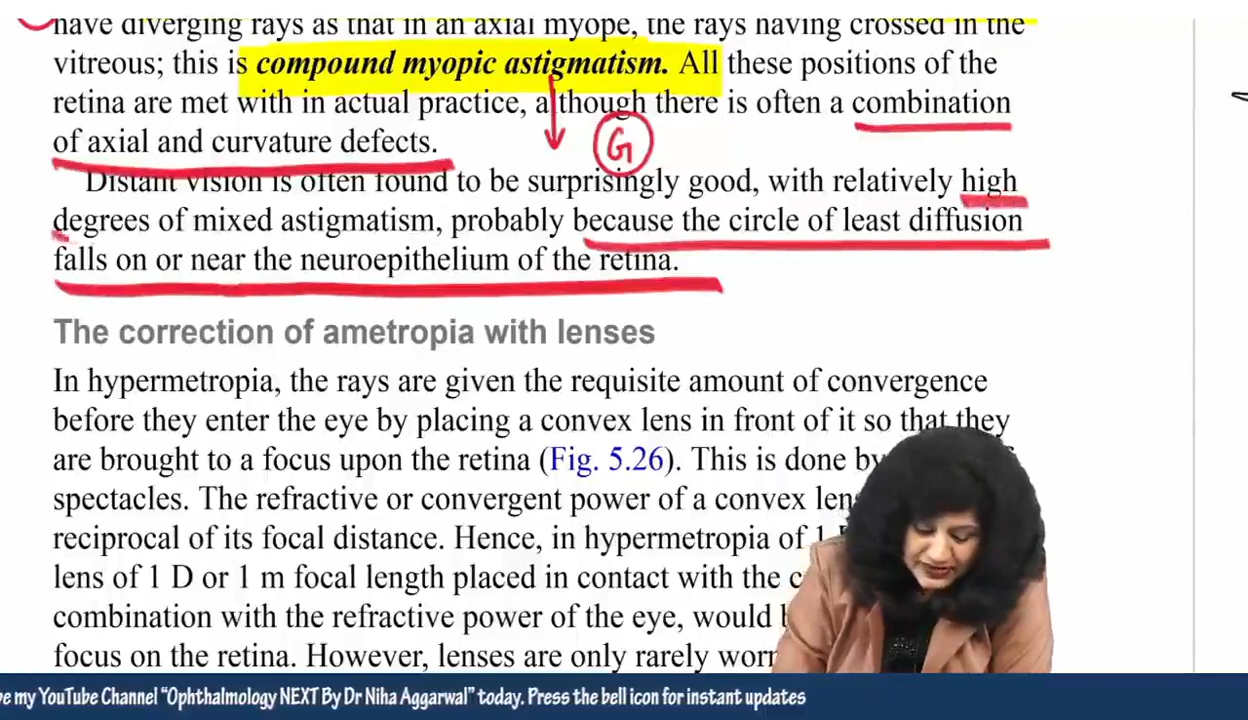 have diverging rays as that in an axial myope, the rays having crossed in the
vitreous; this is compound myopic astigmatism. All these positions of the
retina are met with in actual practice, although there is often a combination
of axial and curvature defects.
G
Distant vision is often found to be surprisingly good, with relatively high
degrees of mixed astigmatism, probably because the circle of least diffusion
falls on or near the neuroepithelium of the retina.
The correction of ametropia with lenses
In hypermetropia, the rays are given the requisite amount of convergence
before they enter the eye by placing a convex lens in front of it so that they
are brought to a focus upon the retina (Fig. 5.26). This is done by
spectacles. The refractive or convergent power of a convex
reciprocal of its focal distance. Hence, in hypermetropia of 1
lens of 1 D or 1 m focal length placed in contact with the
combination with the refractive power of the eye, would
focus on the retina. However, lenses are only rarely
my YouTube Channel “Ophthalmology NEXT By Dr Niha Aggarwal” today. Press the bell icon for instant updates